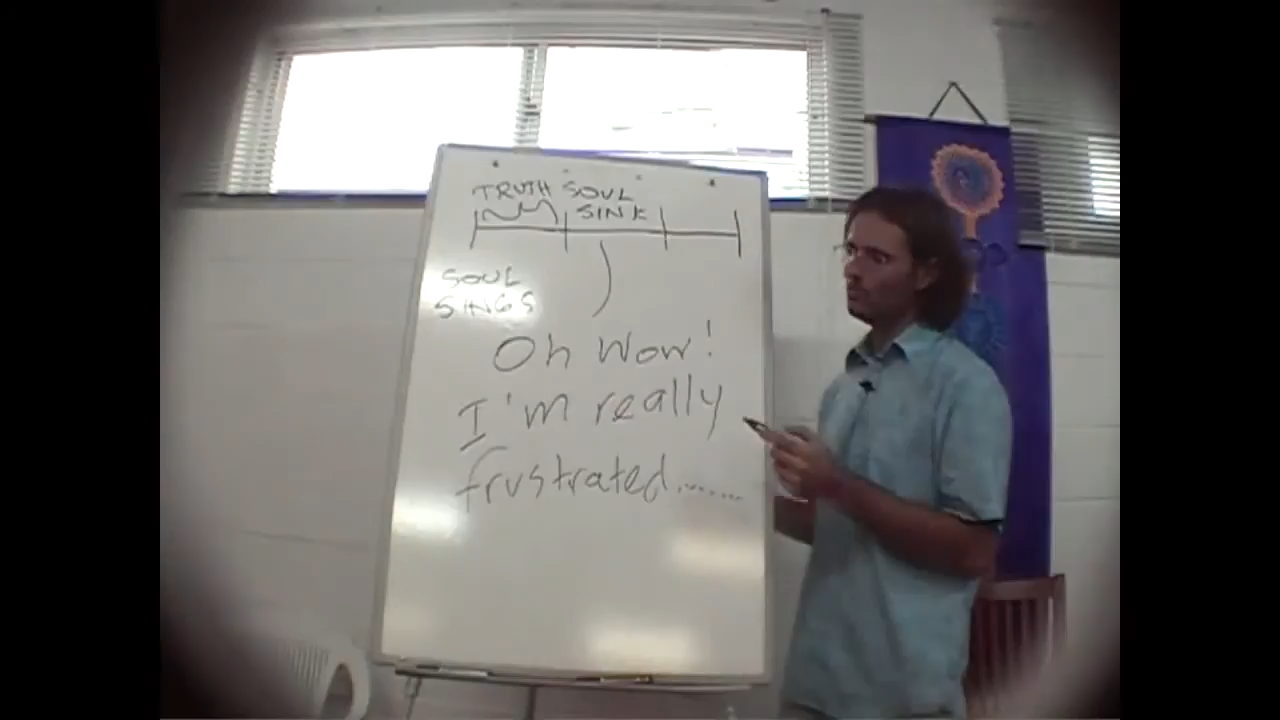 TRUTH SOUL
SINK
SOUL
SINGS
Oh Wow!
I'm really
frustrated.......